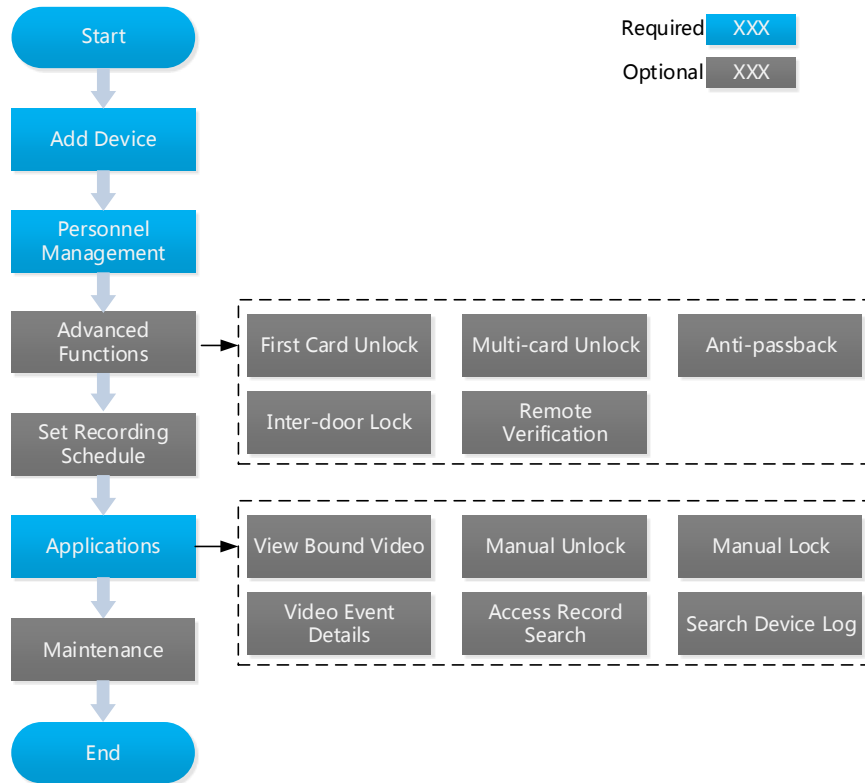 Start
Required XXX
Optional XXX
Add Device
Personnel
Management
Advanced
Functions
First Card Unlock
Multi-card Unlock
Anti-passback
Inter-door Lock
Remote
Verification
Set Recording
Schedule
Applications
View Bound Video
Manual Unlock
Manual Lock
Video Event
Details
Access Record
Search
Search Device Log
Maintenance
End